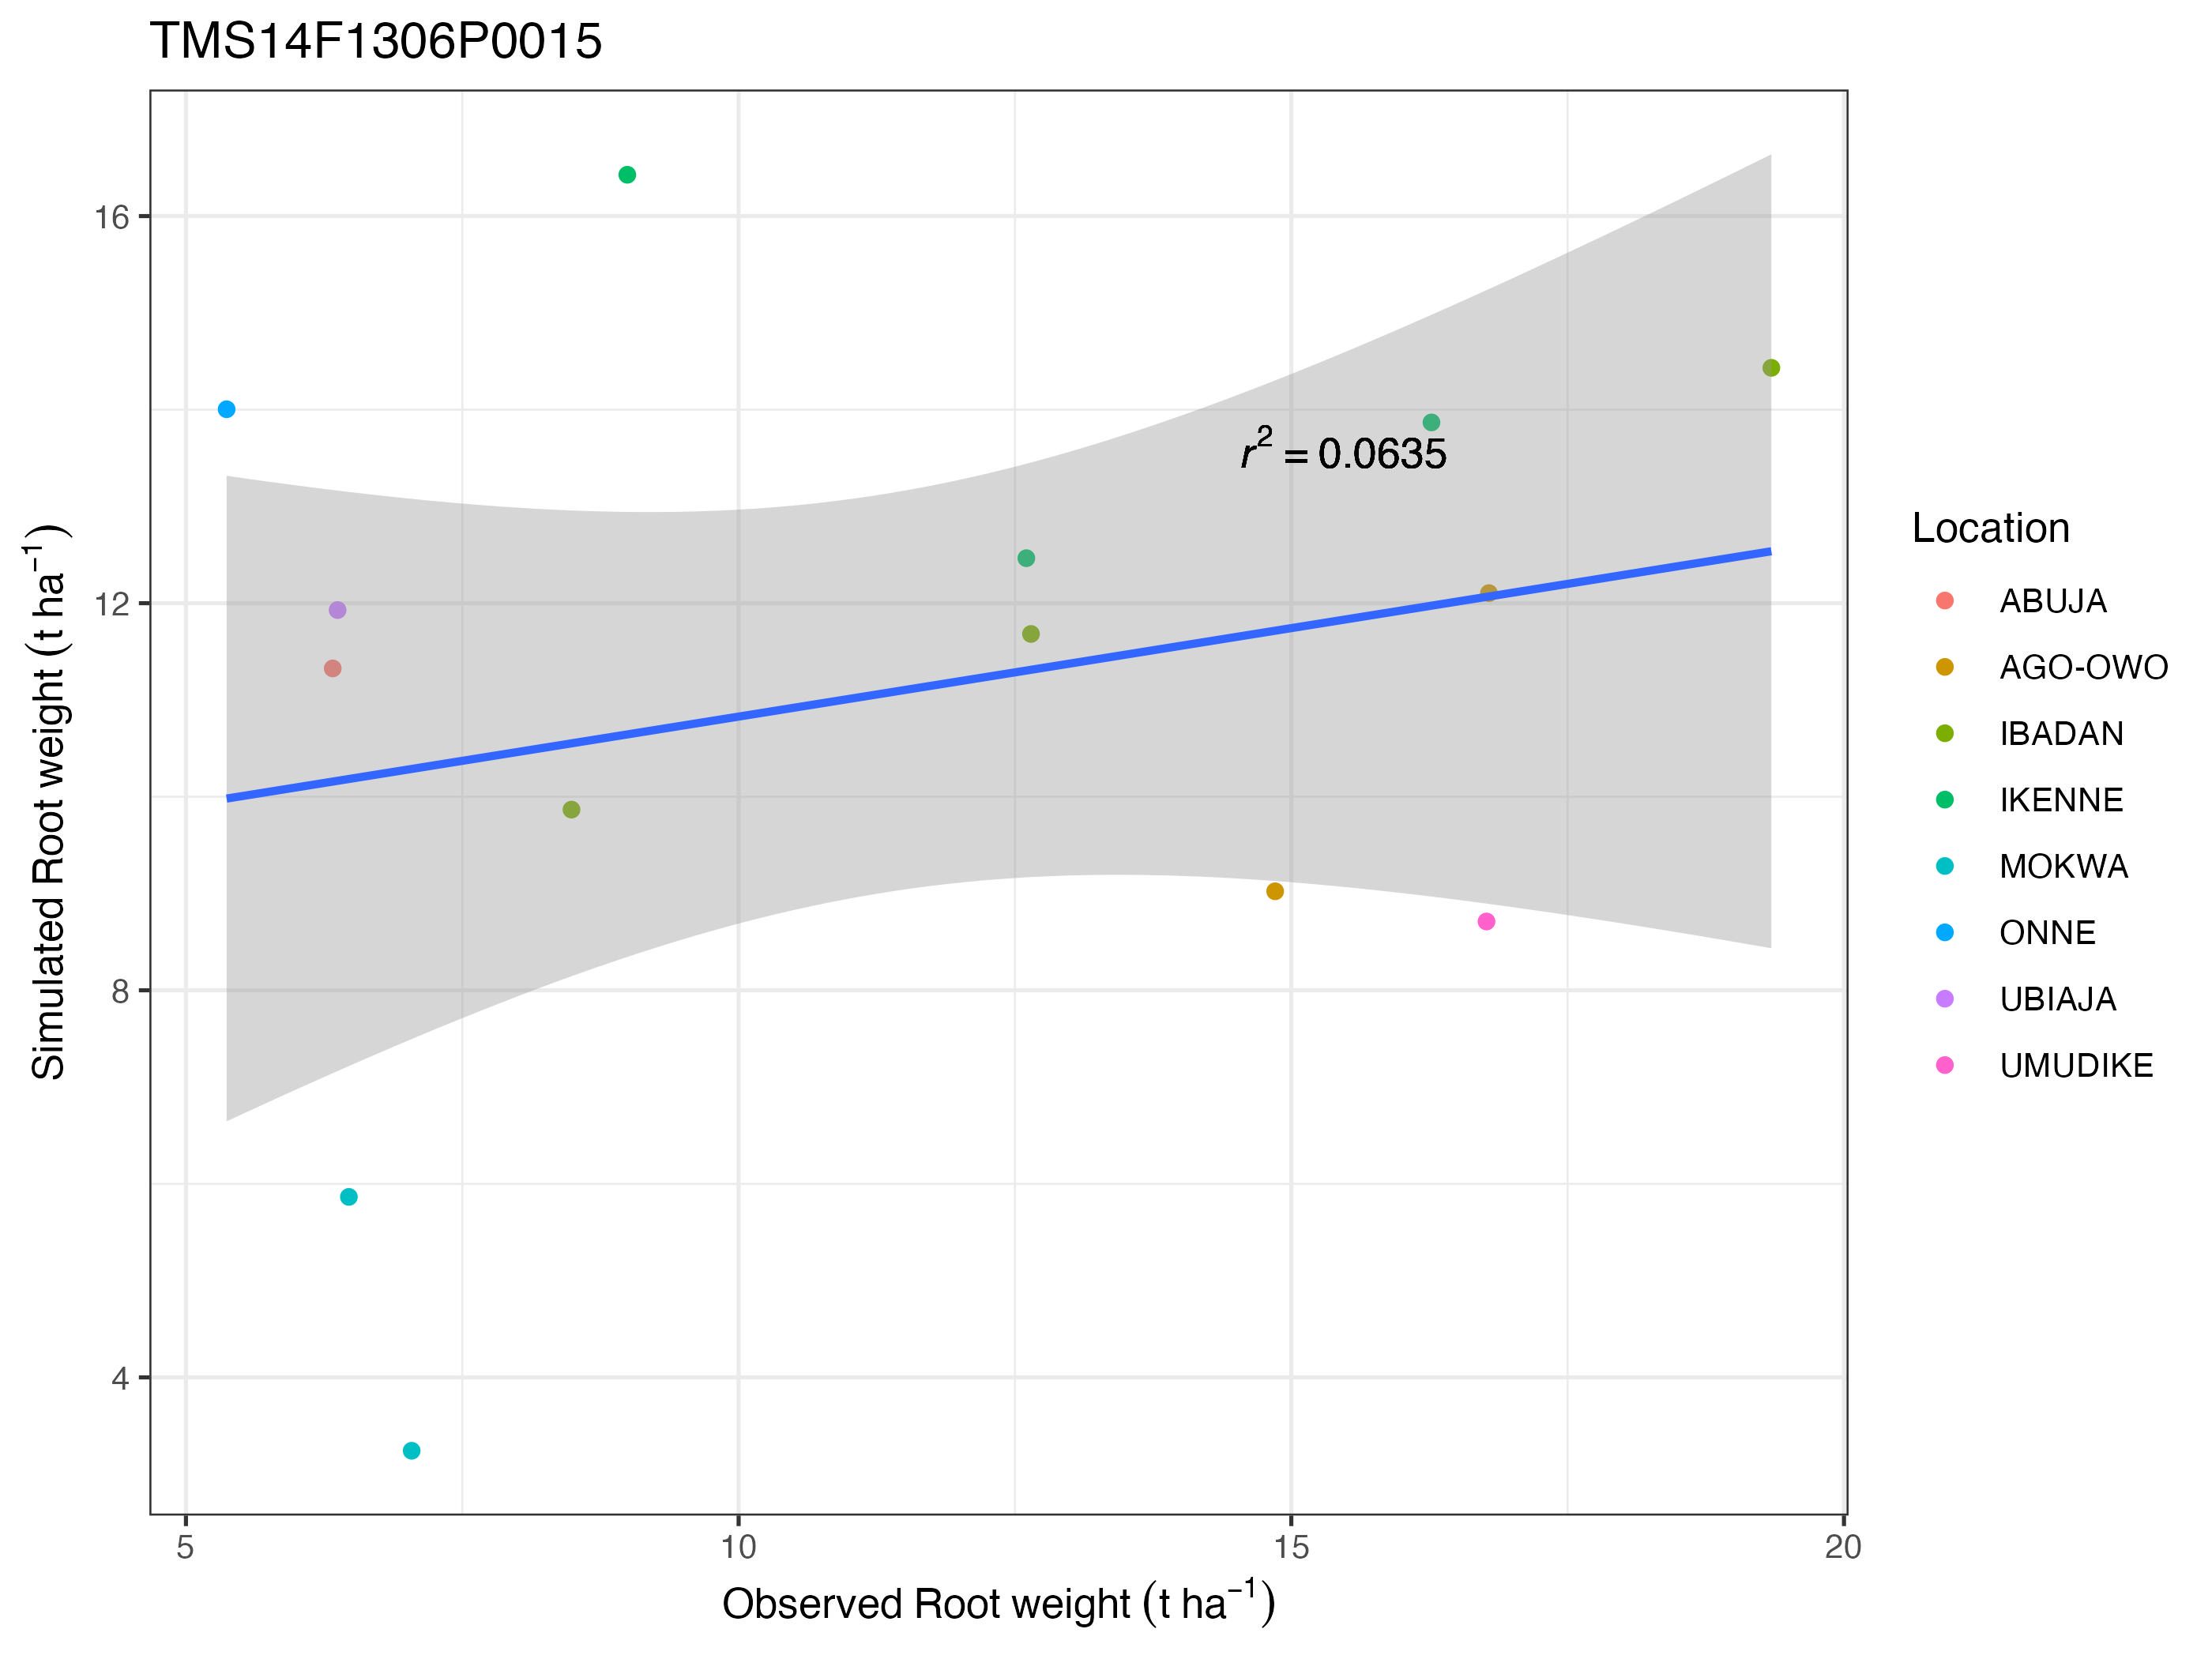 TMS14F1306P0015
16
12
8
4
Simulated Root weight (t ha⁻¹)
r² = 0.0635
5 10 15 20
Observed Root weight (t ha⁻¹)
Location
ABUJA
AGO-OWO
IBADAN
IKENNE
MOKWA
ONNE
UBIAJA
UMUDIKE